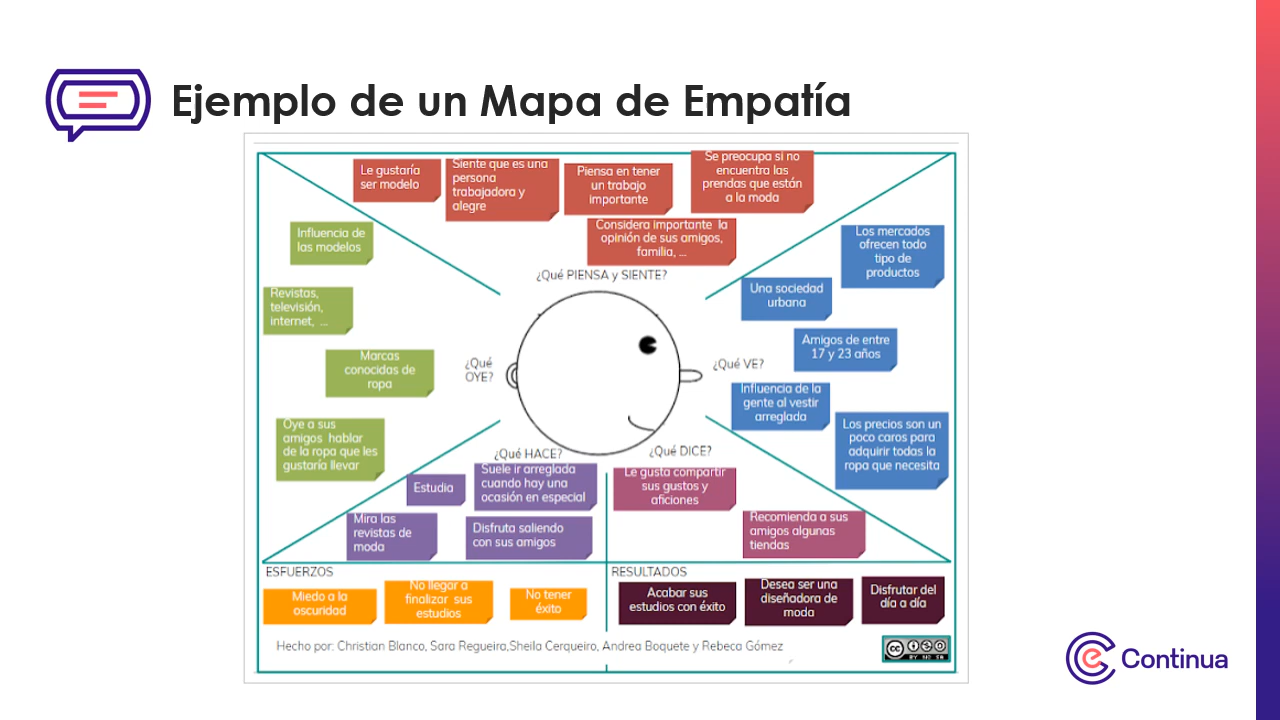 Ejemplo de un Mapa de Empatía
Le gustaría
ser modelo
Siente que es una
persona
trabajadora y
alegre
Piensa en tener
un trabajo
importante
Se preocupa si no
encuentra las
prendas que están
a la moda
Considera importante la
opinión de sus amigos,
familia, ...
¿Qué PIENSA y SIENTE?
Influencia de
las modelos
Revistas,
televisión,
internet, ...
Marcas
conocidas de
ropa
Oye a sus
amigos hablar
de la ropa que les
gustaría llevar
¿Qué
OYE?
¿Qué VE?
Los mercados
ofrecen todo
tipo de
productos
Una sociedad
urbana
Amigos de entre
17 y 23 años
Influencia de la
gente al vestir
arreglada
Los precios son un
poco caros para
adquirir todas la
ropa que necesita
¿Qué HACE?
Estudia
Suele ir arreglada
cuando hay una
ocasión en especial
Mira las
revistas de
moda
Disfruta saliendo
con sus amigos
¿Qué DICE?
Le gusta compartir
sus gustos y
aficiones
Recomienda a sus
amigos algunas
tiendas
ESFUERZOS
Miedo a la
oscuridad
No llegar a
finalizar sus
estudios
No tener
éxito
RESULTADOS
Acabar sus
estudios con éxito
Desea ser una
diseñadora de
moda
Disfrutar del
día a día
Hecho por: Christian Blanco, Sara Regueira,Sheila Cerqueiro, Andrea Boquete y Rebeca Gómez
cc
BY NC SA
Continua